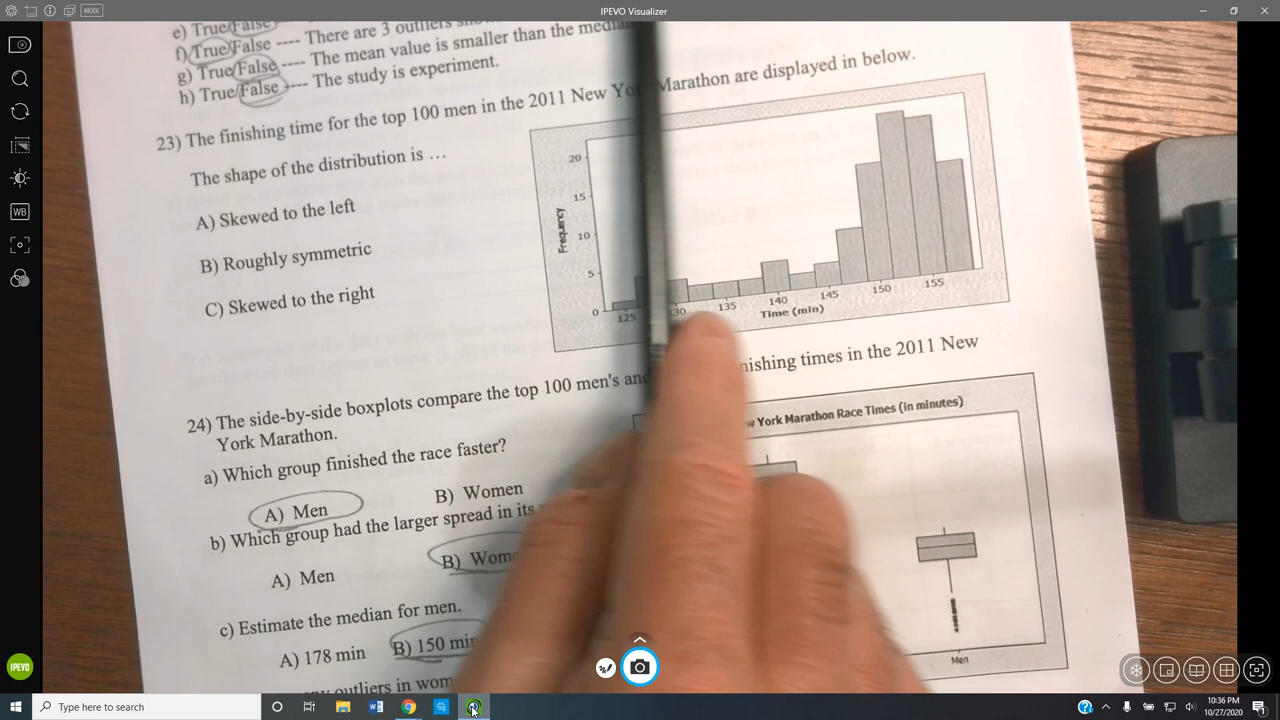 IPEVO Visualizer
MODE
e) True/False
f) True/False ---- There are 3 outliers
g) True/False ---- The mean value is smaller than the
h) True/False ---- The study is experiment.
23) The finishing time for the top 100 men in the 2011 New Marathon are displayed in below.
The shape of the distribution is …
A) Skewed to the left
B) Roughly symmetric
C) Skewed to the right
Frequency
20
15
10
5
0
125 130 135 140 145 150 155
Time (min)
24) The side-by-side boxplots compare the top 100 men's and finishing times in the 2011 New
York Marathon.
York Marathon Race Times (in minutes)
a) Which group finished the race faster?
A) Men B) Women
b) Which group had the larger spread in its
A) Men B)
c) Estimate the median for men.
A) 178 min B) 150 min
outliers in
Men
WB
IPEVO
Type here to search
10:36 PM
10/27/2020